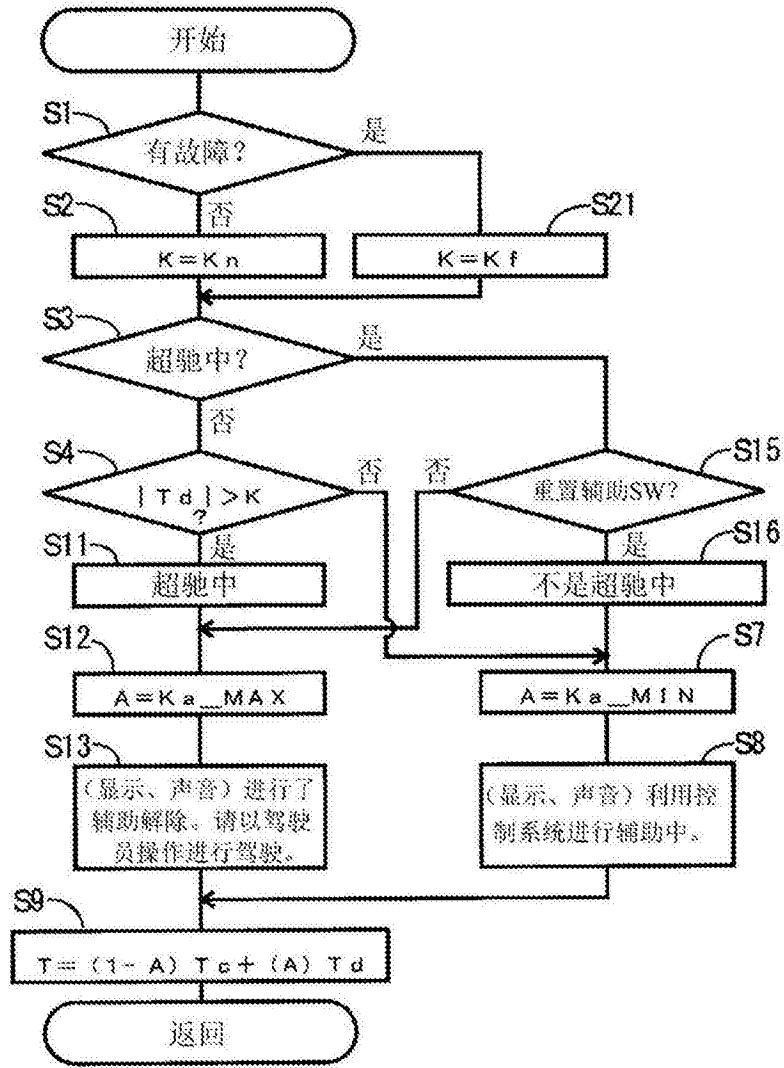 开始
S1
有故障？
是
否
S2
K＝Kn
S21
K＝Kf
S3
超驰中？
是
否
S4
｜Td｜＞K
？
否
是
S15
重置辅助SW？
否
是
S11
超驰中
S16
不是超驰中
S12
A＝Ka_MAX
S7
A＝Ka_MIN
S13
（显示、声音）进行了
辅助解除。请以驾驶
员操作进行驾驶。
S8
（显示、声音）利用控
制系统进行辅助中。
S9
T＝（1－A）Tc＋（A）Td
返回